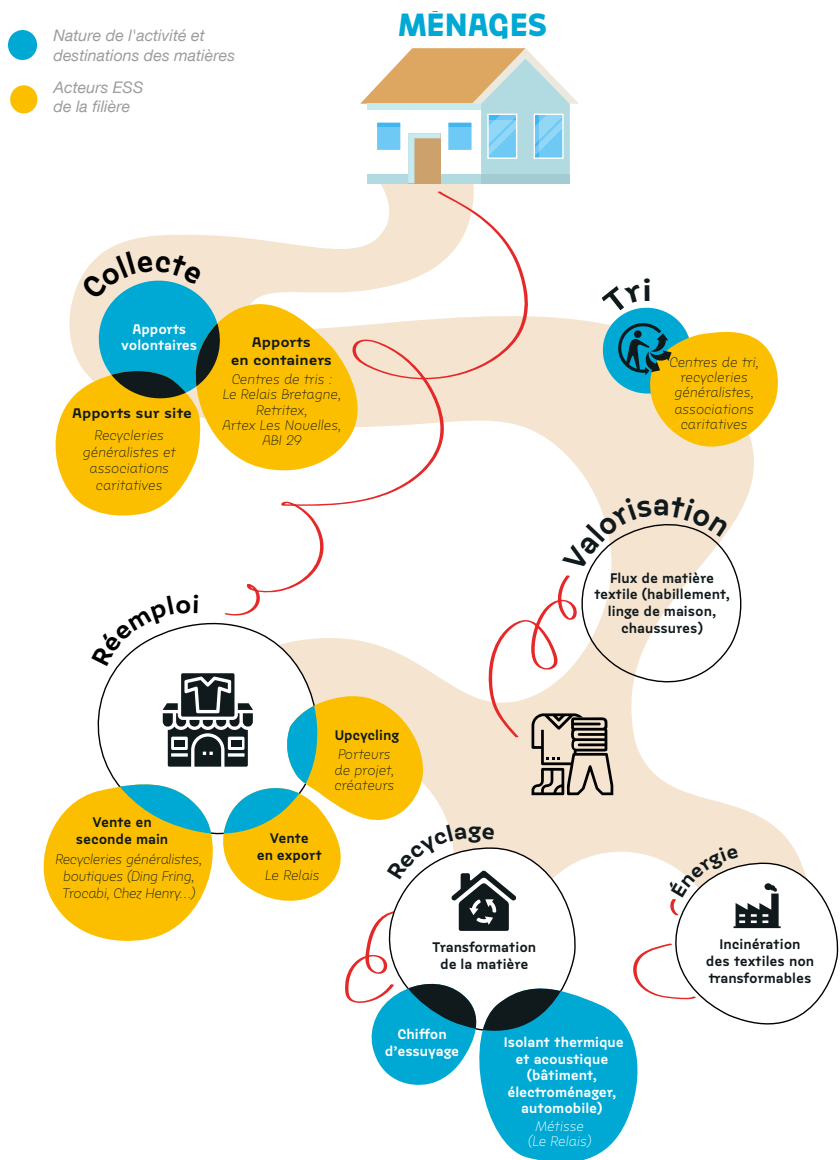 MÉNAGES
Nature de l'activité et
destinations des matières
Acteurs ESS
de la filière
Collecte
Apports
volontaires
Apports
en containers
Centres de tris :
Le Relais Bretagne,
Retritex,
Artex Les Nouelles,
ABI 29
Apports sur site
Recycleries
généralistes et
associations
caritatives
Tri
Centres de tri,
recycleries
généralistes,
associations
caritatives
Valorisation
Flux de matière
textile (habillement,
linge de maison,
chaussures)
Réemploi
Upcycling
Porteurs
de projet,
créateurs
Vente en
seconde main
Recycleries généralistes,
boutiques (Ding Fring,
Trocabi, Chez Henry...)
Vente
en export
Le Relais
Recyclage
Transformation
de la matière
Chiffon
d'essuyage
Isolant thermique
et acoustique
(bâtiment,
électroménager,
automobile)
Métisse
(Le Relais)
Énergie
Incinération
des textiles non
transformables